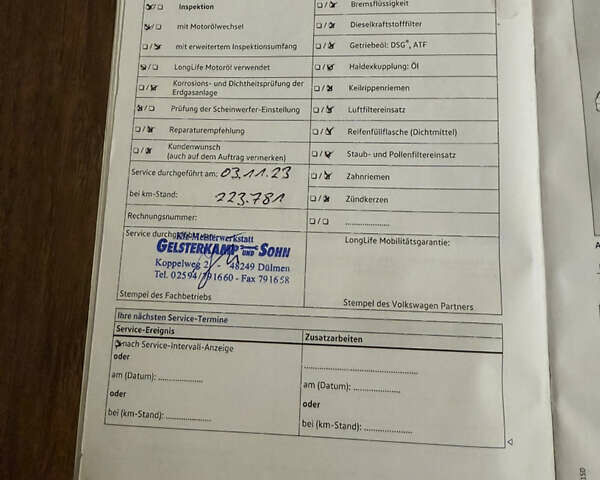 Inspektion
mit Motorölwechsel
mit erweitertem Inspektionsumfang
LongLife Motoröl verwendet
Korrosions- und Dichtheitsprüfung der
Erdgasanlage
Prüfung der Scheinwerfer-Einstellung
Reparaturempfehlung
Kundenwunsch
(auch auf dem Auftrag vermerken)
Service durchgeführt am: 03.11.23
bei km-Stand: 223.781
Rechnungsnummer:
Service durchgeführt
Kfz-Meisterwerkstatt
GELSTERKAMP UND SOHN
Koppelweg 2 - 48249 Dülmen
Tel. 02594/791660 - Fax 791658
Stempel des Fachbetriebs
Bremsflüssigkeit
Dieselkraftstofffilter
Getriebeöl: DSG®, ATF
Haldexkupplung: Öl
Keilrippenriemen
Luftfiltereinsatz
Reifenfüllflasche (Dichtmittel)
Staub- und Pollenfiltereinsatz
Zahnriemen
Zündkerzen
....................
LongLife Mobilitätsgarantie:
Stempel des Volkswagen Partners
Ihre nächsten Service-Termine
Service-Ereignis
nach Service-Intervall-Anzeige
oder
am (Datum): ....................
oder
bei (km-Stand): ....................
Zusatzarbeiten
..................................................
am (Datum): ....................
oder
bei (km-Stand): ....................